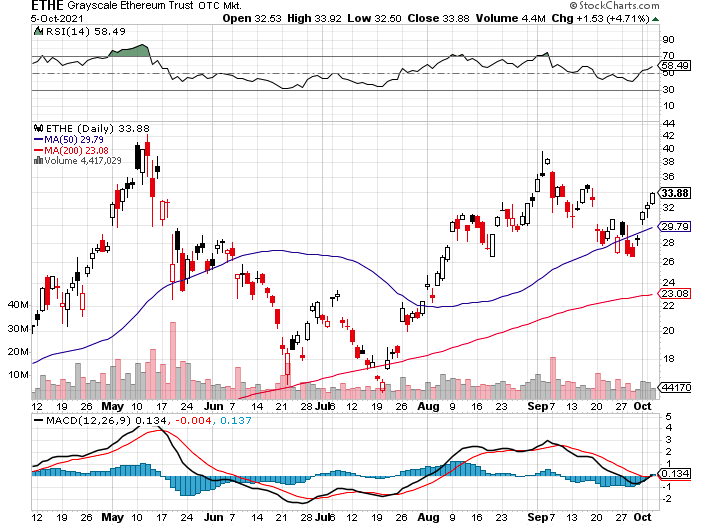 ETHE Grayscale Ethereum Trust OTC Mkt. © StockCharts.com
5-Oct-2021 Open 32.53 High 33.92 Low 32.50 Close 33.88 Volume 4.4M Chg +1.53 (+4.71%)
RSI(14) 58.49
90
70
58.49
50
30
10
ETHE (Daily) 33.88
MA(50) 29.79
MA(200) 23.08
Volume 4,417,029
44
42
40
38
36
33.88
32
29.79
28
26
24
23.08
22
20
18
44170
40M
30M
20M
10M
12 19 26 May 10 17 24 Jun 7 14 21 28 Jul 6 12 19 26 Aug 9 16 23 Sep 7 13 20 27 Oct
MACD(12,26,9) 0.134, -0.004, 0.137
5
4
3
2
1
0.134
-1
-2
12 19 26 May 10 17 24 Jun 7 14 21 28 Jul 6 12 19 26 Aug 9 16 23 Sep 7 13 20 27 Oct